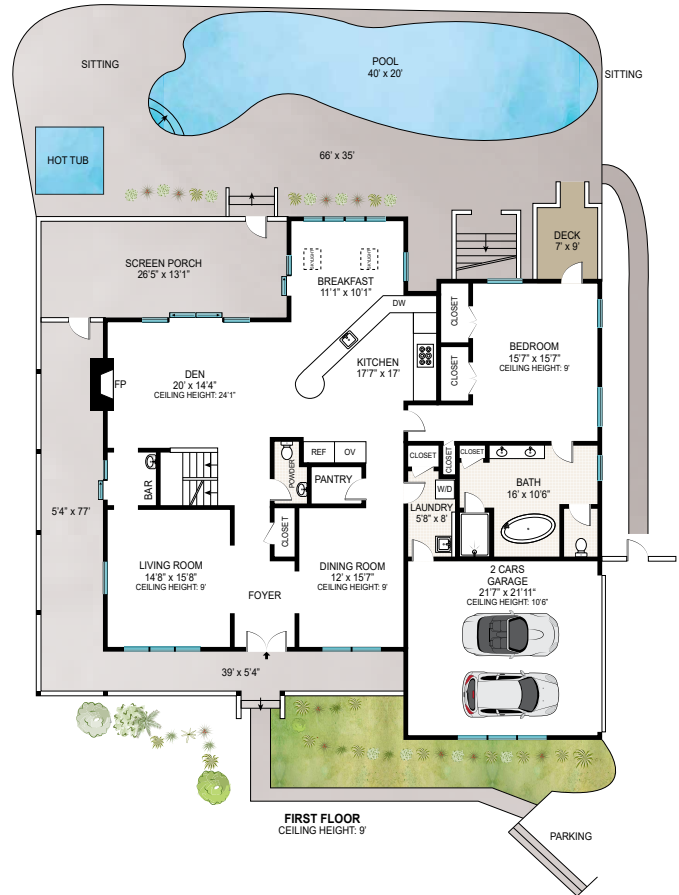 SITTING
POOL
40' x 20'
SITTING
HOT TUB
66' x 35'
DECK
7' x 9'
SCREEN PORCH
26'5" x 13'1"
SKYLIGHT
SKYLIGHT
BREAKFAST
11'1" x 10'1"
DW
CLOSET
BEDROOM
15'7" x 15'7"
CEILING HEIGHT: 9'
CLOSET
KITCHEN
17'7" x 17'
FP
DEN
20' x 14'4"
CEILING HEIGHT: 24'1"
REF
OV
POWDER
PANTRY
CLOSET
CLOSET
CLOSET
BAR
W/D
BATH
16' x 10'6"
LAUNDRY
5'8" x 8'
5'4" x 77'
CLOSET
LIVING ROOM
14'8" x 15'8"
CEILING HEIGHT: 9'
FOYER
DINING ROOM
12' x 15'7"
CEILING HEIGHT: 9'
2 CARS
GARAGE
21'7" x 21'11"
CEILING HEIGHT: 10'6"
39' x 5'4"
FIRST FLOOR
CEILING HEIGHT: 9'
PARKING